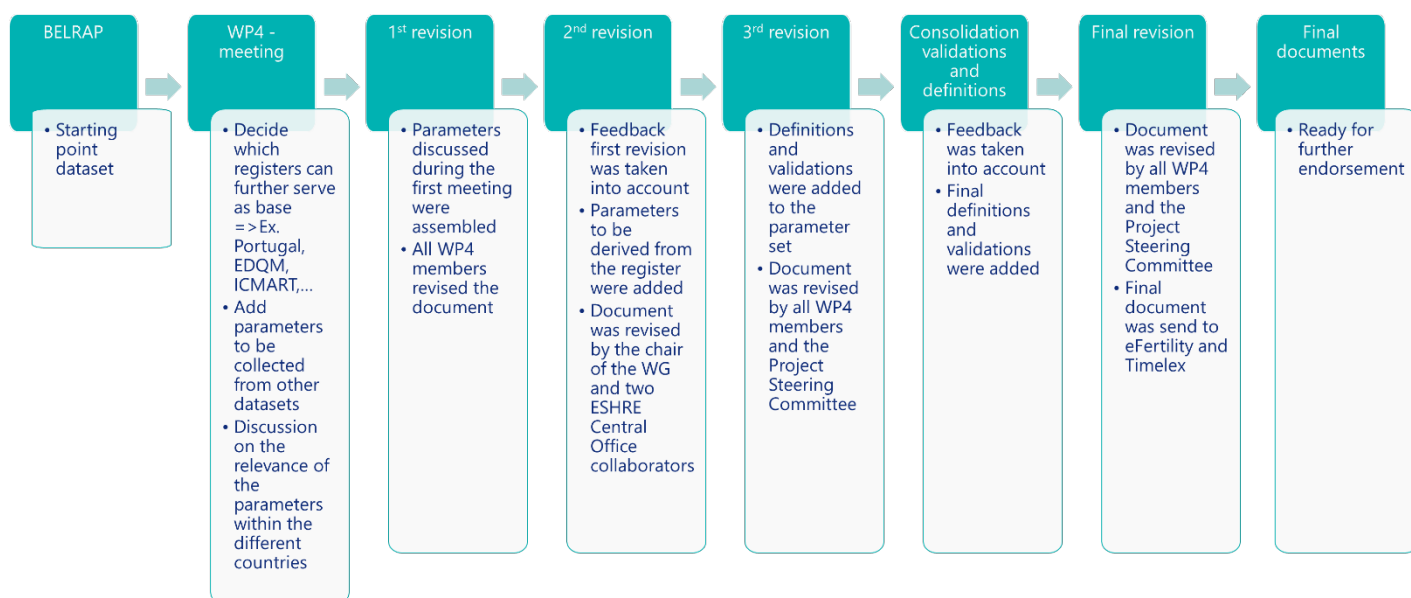 BELRAP
• Starting
point
dataset
WP4 -
meeting
• Decide
which
registers can
further serve
as base
=>Ex.
Portugal,
EDQM,
ICMART,...
• Add
parameters
to be
collected
from other
datasets
• Discussion
on the
relevance of
the
parameters
within the
different
countries
1st revision
• Parameters
discussed
during the
first meeting
were
assembled
• All WP4
members
revised the
document
2nd revision
• Feedback
first revision
was taken
into account
• Parameters
to be
derived from
the register
were added
• Document
was revised
by the chair
of the WG
and two
ESHRE
Central
Office
collaborators
3rd revision
• Definitions
and
validations
were added
to the
parameter
set
• Document
was revised
by all WP4
members
and the
Project
Steering
Committee
Consolidation
validations
and
definitions
• Feedback
was taken
into account
• Final
definitions
and
validations
were added
Final revision
• Document
was revised
by all WP4
members
and the
Project
Steering
Committee
• Final
document
was send to
eFertility and
Timelex
Final
documents
• Ready for
further
endorsement